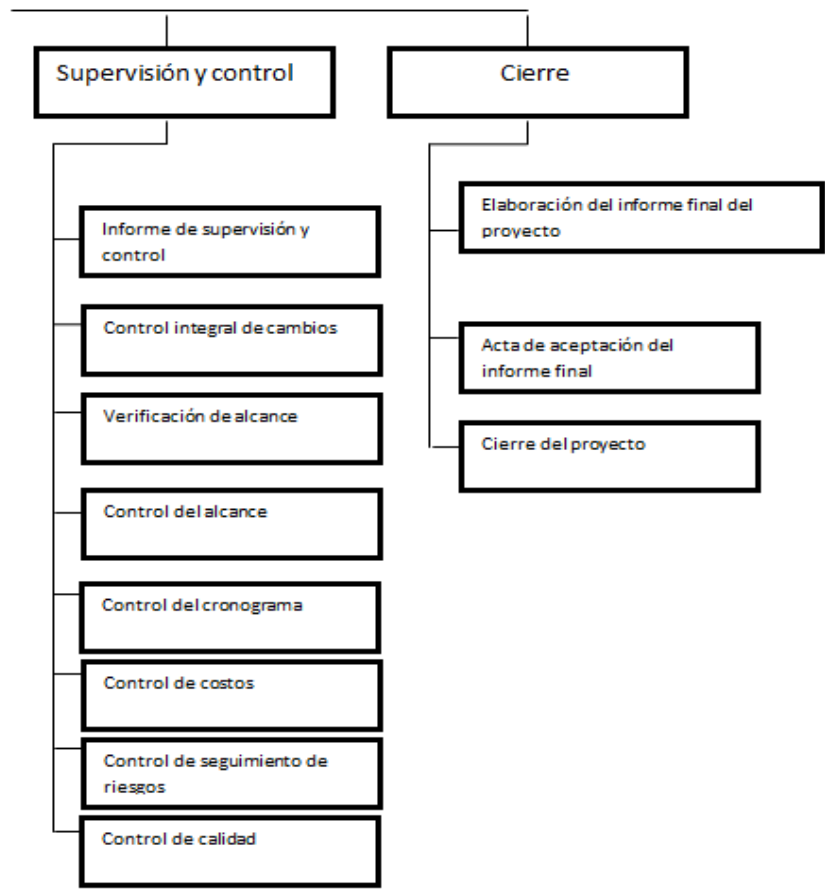 Supervisión y control
Informe de supervisión y
control
Control integral de cambios
Verificación de alcance
Control del alcance
Control del cronograma
Control de costos
Control de seguimiento de
riesgos
Control de calidad
Cierre
Elaboración del informe final del
proyecto
Acta de aceptación del
informe final
Cierre del proyecto